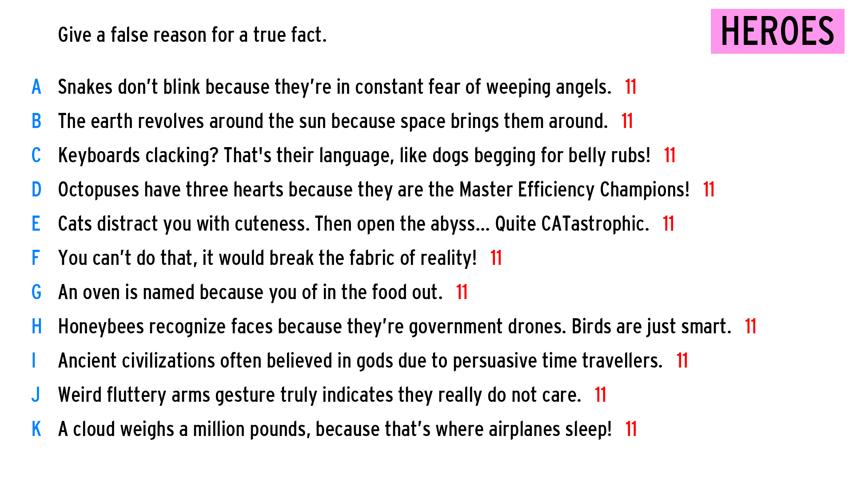 Give a false reason for a true fact.
HEROES
A Snakes don't blink because they're in constant fear of weeping angels. 11
B The earth revolves around the sun because space brings them around. 11
C Keyboards clacking? That's their language, like dogs begging for belly rubs! 11
D Octopuses have three hearts because they are the Master Efficiency Champions! 11
E Cats distract you with cuteness. Then open the abyss... Quite CATastrophic. 11
F You can't do that, it would break the fabric of reality! 11
G An oven is named because you of in the food out. 11
H Honeybees recognize faces because they're government drones. Birds are just smart. 11
I Ancient civilizations often believed in gods due to persuasive time travellers. 11
J Weird fluttery arms gesture truly indicates they really do not care. 11
K A cloud weighs a million pounds, because that's where airplanes sleep! 11